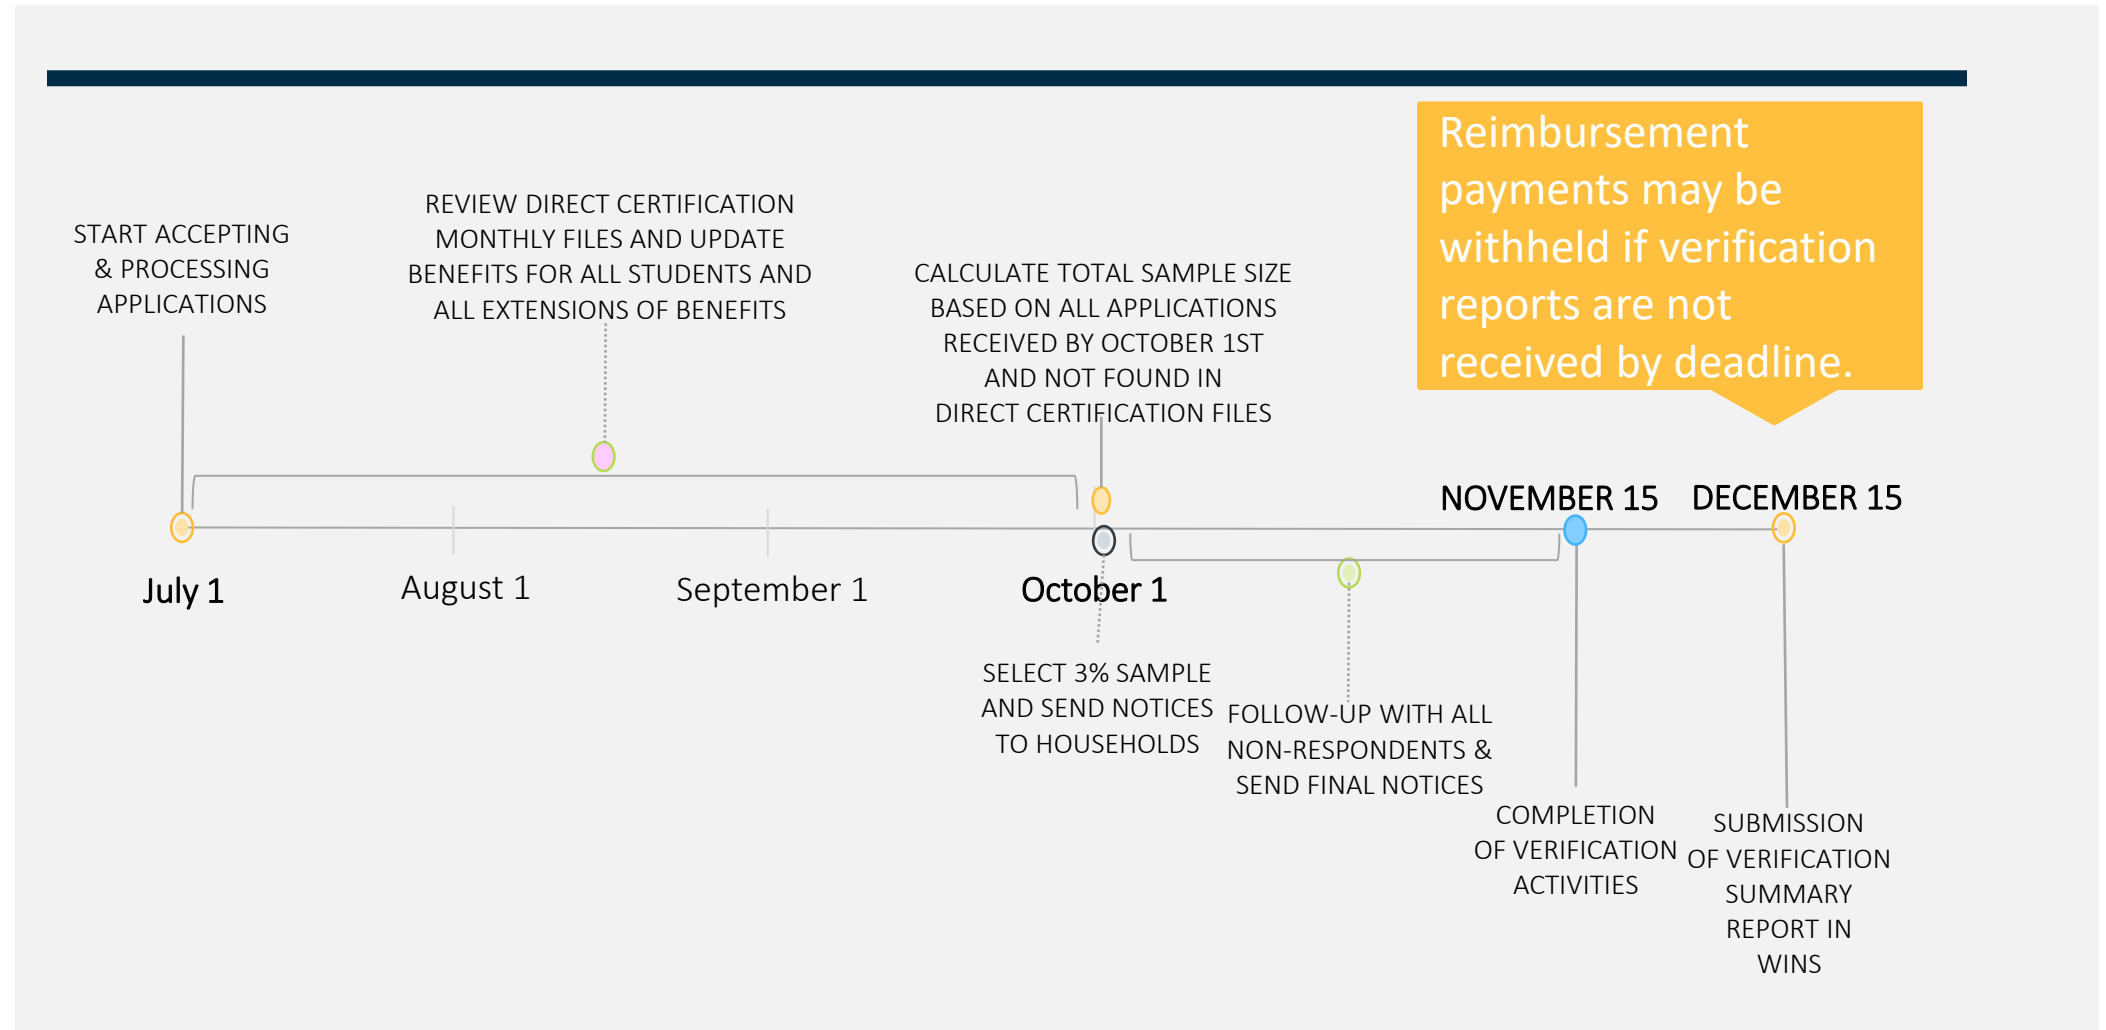 Reimbursement
payments may be
withheld if verification
reports are not
received by deadline.
START ACCEPTING
& PROCESSING
APPLICATIONS
REVIEW DIRECT CERTIFICATION
MONTHLY FILES AND UPDATE
BENEFITS FOR ALL STUDENTS AND
ALL EXTENSIONS OF BENEFITS
CALCULATE TOTAL SAMPLE SIZE
BASED ON ALL APPLICATIONS
RECEIVED BY OCTOBER 1ST
AND NOT FOUND IN
DIRECT CERTIFICATION FILES
NOVEMBER 15
DECEMBER 15
July 1
August 1
September 1
October 1
SELECT 3% SAMPLE
AND SEND NOTICES
TO HOUSEHOLDS
FOLLOW-UP WITH ALL
NON-RESPONDENTS &
SEND FINAL NOTICES
COMPLETION
OF VERIFICATION
ACTIVITIES
SUBMISSION
OF VERIFICATION
SUMMARY
REPORT IN
WINS